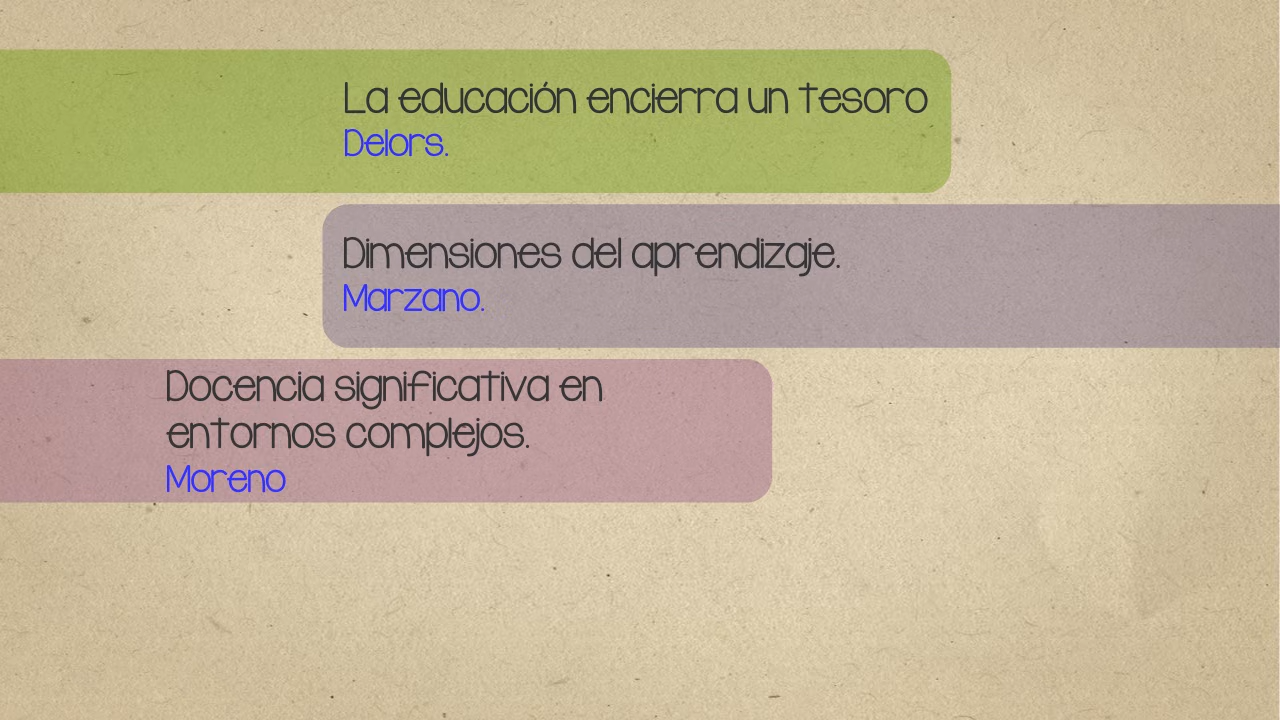 La educación encierra un tesoro
Delors.
Dimensiones del aprendizaje.
Marzano.
Docencia significativa en
entornos complejos.
Moreno